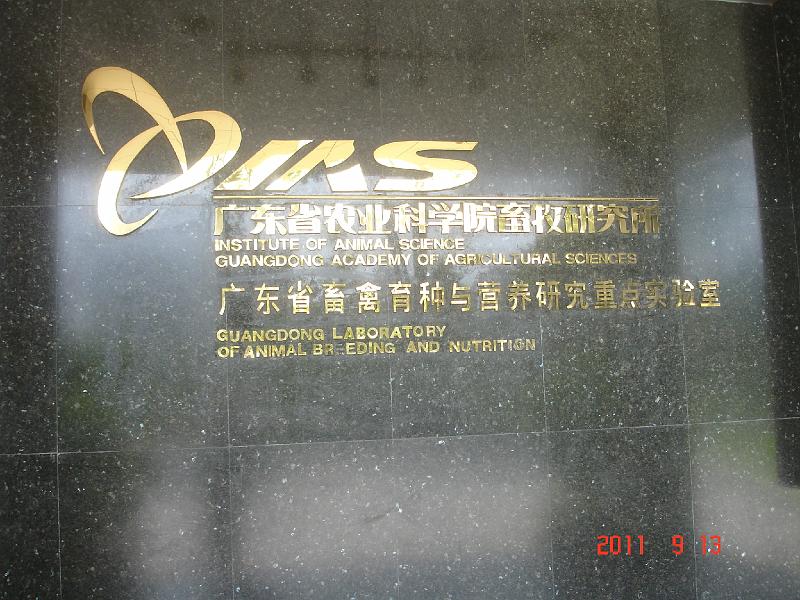 IAS
广东省农业科学院畜牧研究所
INSTITUTE OF ANIMAL SCIENCE
GUANGDONG ACADEMY OF AGRICULTURAL SCIENCES
广东省畜禽育种与营养研究重点实验室
GUANGDONG LABORATORY
OF ANIMAL BREEDING AND NUTRITION
2011 9 13